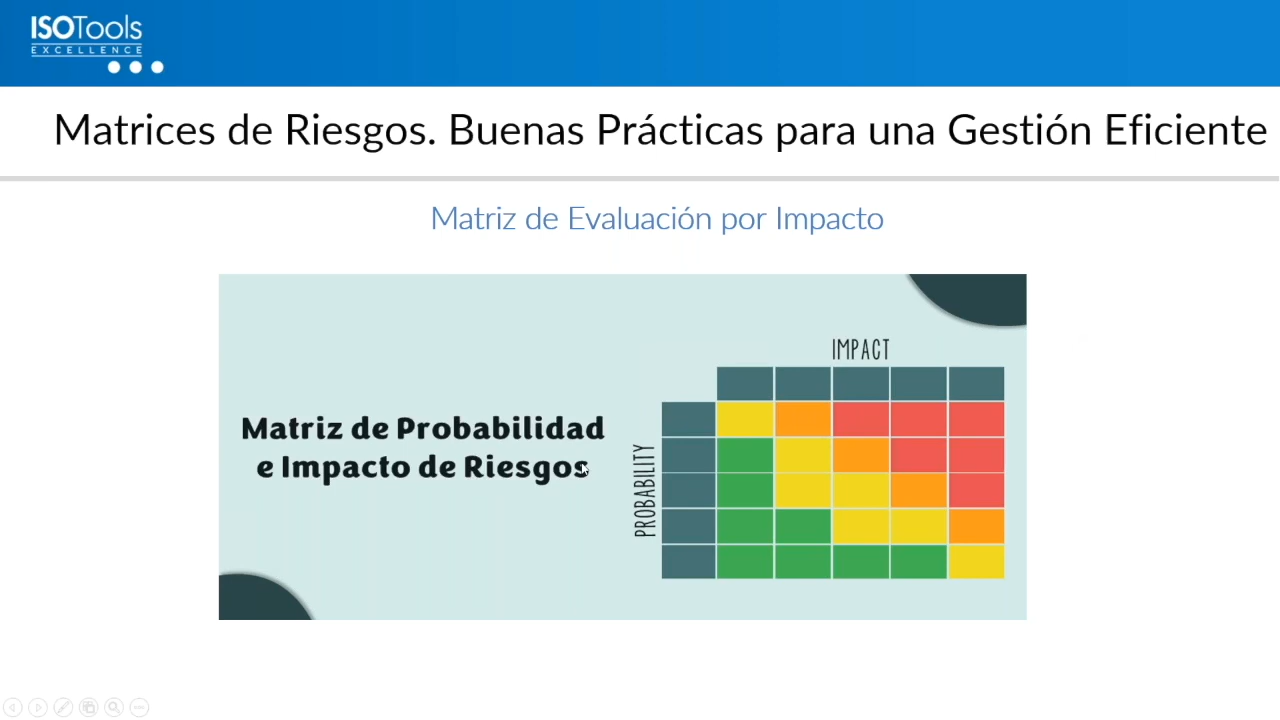 ISOTools
EXCELLENCE
Matrices de Riesgos. Buenas Prácticas para una Gestión Eficiente
Matriz de Evaluación por Impacto
Matriz de Probabilidad
e Impacto de Riesgos
IMPACT
PROBABILITY